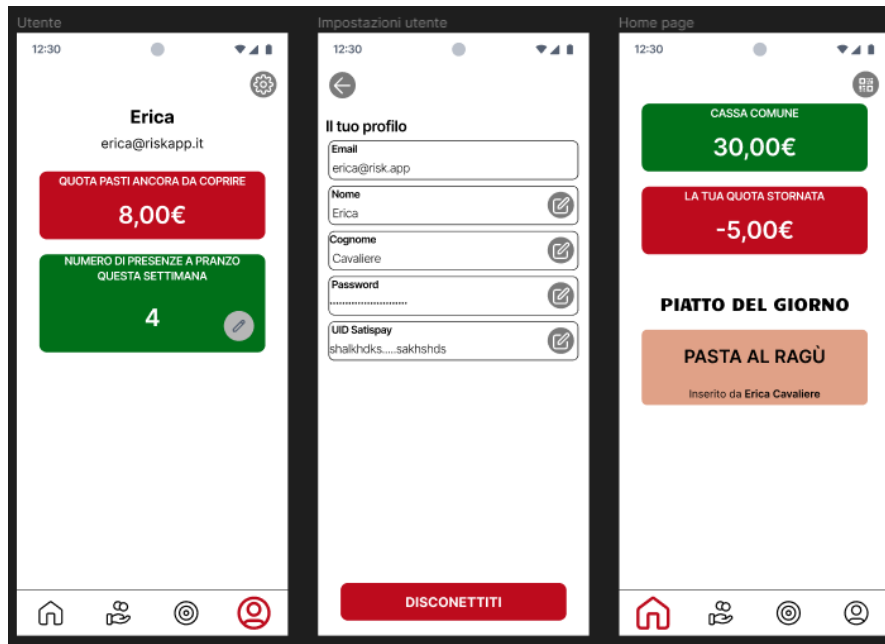 Utente
12:30
Erica
erica@riskapp.it
QUOTA PASTI ANCORA DA COPRIRE
8,00€
NUMERO DI PRESENZE A PRANZO
QUESTA SETTIMANA
4
Impostazioni utente
12:30
Il tuo profilo
Email
erica@risk.app
Nome
Erica
Cognome
Cavaliere
Password
UID Satispay
shalkhdks.....sakhshds
DISCONETTITI
Home page
12:30
CASSA COMUNE
30,00€
LA TUA QUOTA STORNATA
-5,00€
PIATTO DEL GIORNO
PASTA AL RAGÙ
Inserito da Erica Cavaliere